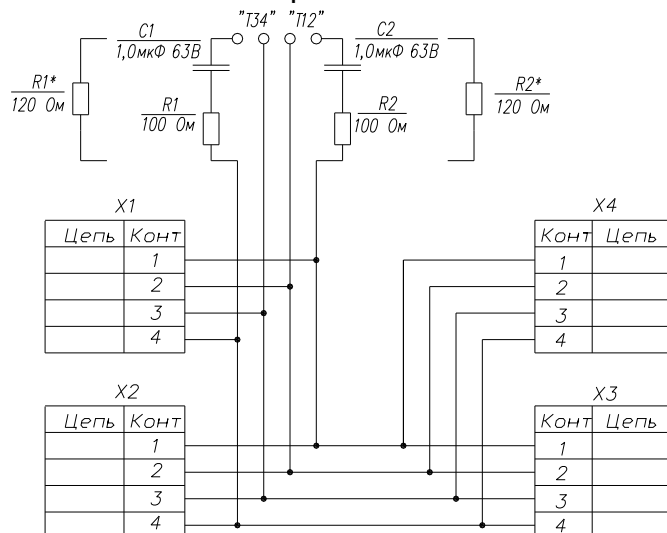 "Т34" "Т12"
C1
1,0мкФ 63В
C2
1,0мкФ 63В
R1*
120 Ом
R1
100 Ом
R2
100 Ом
R2*
120 Ом
X1
Цепь Конт
1
2
3
4
X4
Конт Цепь
1
2
3
4
X2
Цепь Конт
1
2
3
4
X3
Конт Цепь
1
2
3
4